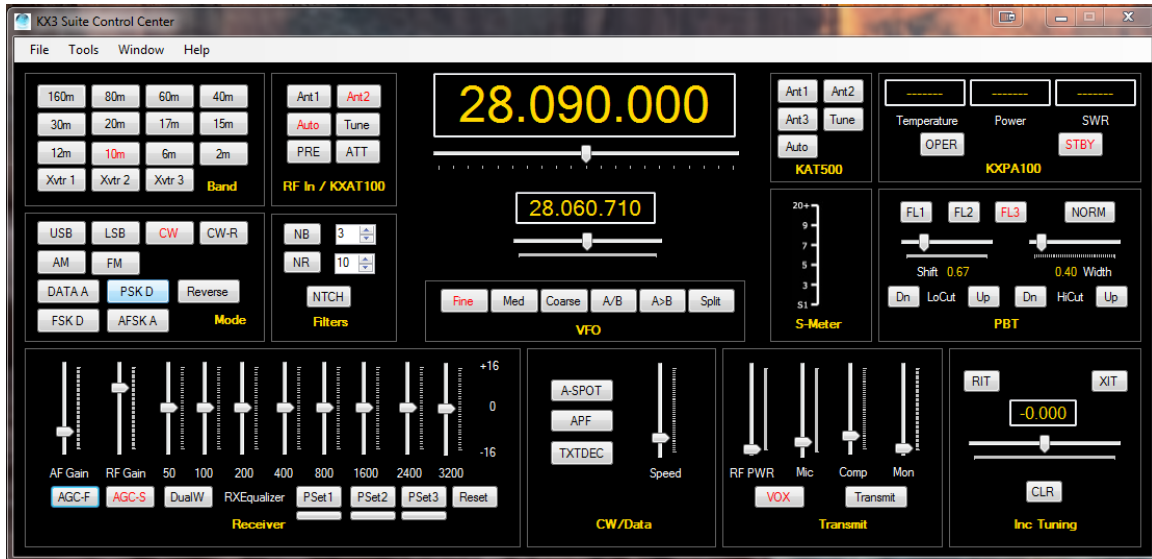 KX3 Suite Control Center
File Tools Window Help
160m 80m 60m 40m
30m 20m 17m 15m
12m 10m 6m 2m
Xvtr 1 Xvtr 2 Xvtr 3 Band
Ant1 Ant2
Auto Tune
PRE ATT
RF In / KXAT100
28.090.000
28.060.710
Ant1 Ant2
Ant3 Tune
Auto
KAT500
------- ------- -------
Temperature Power SWR
OPER STBY
KXPA100
USB LSB CW CW-R
AM FM
DATA A PSK D Reverse
FSK D AFSK A Mode
NB 3
NR 10
NTCH
Filters
Fine Med Coarse A/B A>B Split
VFO
20+
9
7
5
3
S1
S-Meter
FL1 FL2 FL3 NORM
Shift 0.67 0.40 Width
Dn LoCut Up Dn HiCut Up
PBT
+16
0
-16
AF Gain RF Gain 50 100 200 400 800 1600 2400 3200
AGC-F AGC-S DualW RXEqualizer PSet1 PSet2 PSet3 Reset
Receiver
A-SPOT
APF
TXTDEC
Speed
CW/Data
RF PWR Mic Comp Mon
VOX Transmit
Transmit
RIT XIT
-0.000
CLR
Inc Tuning